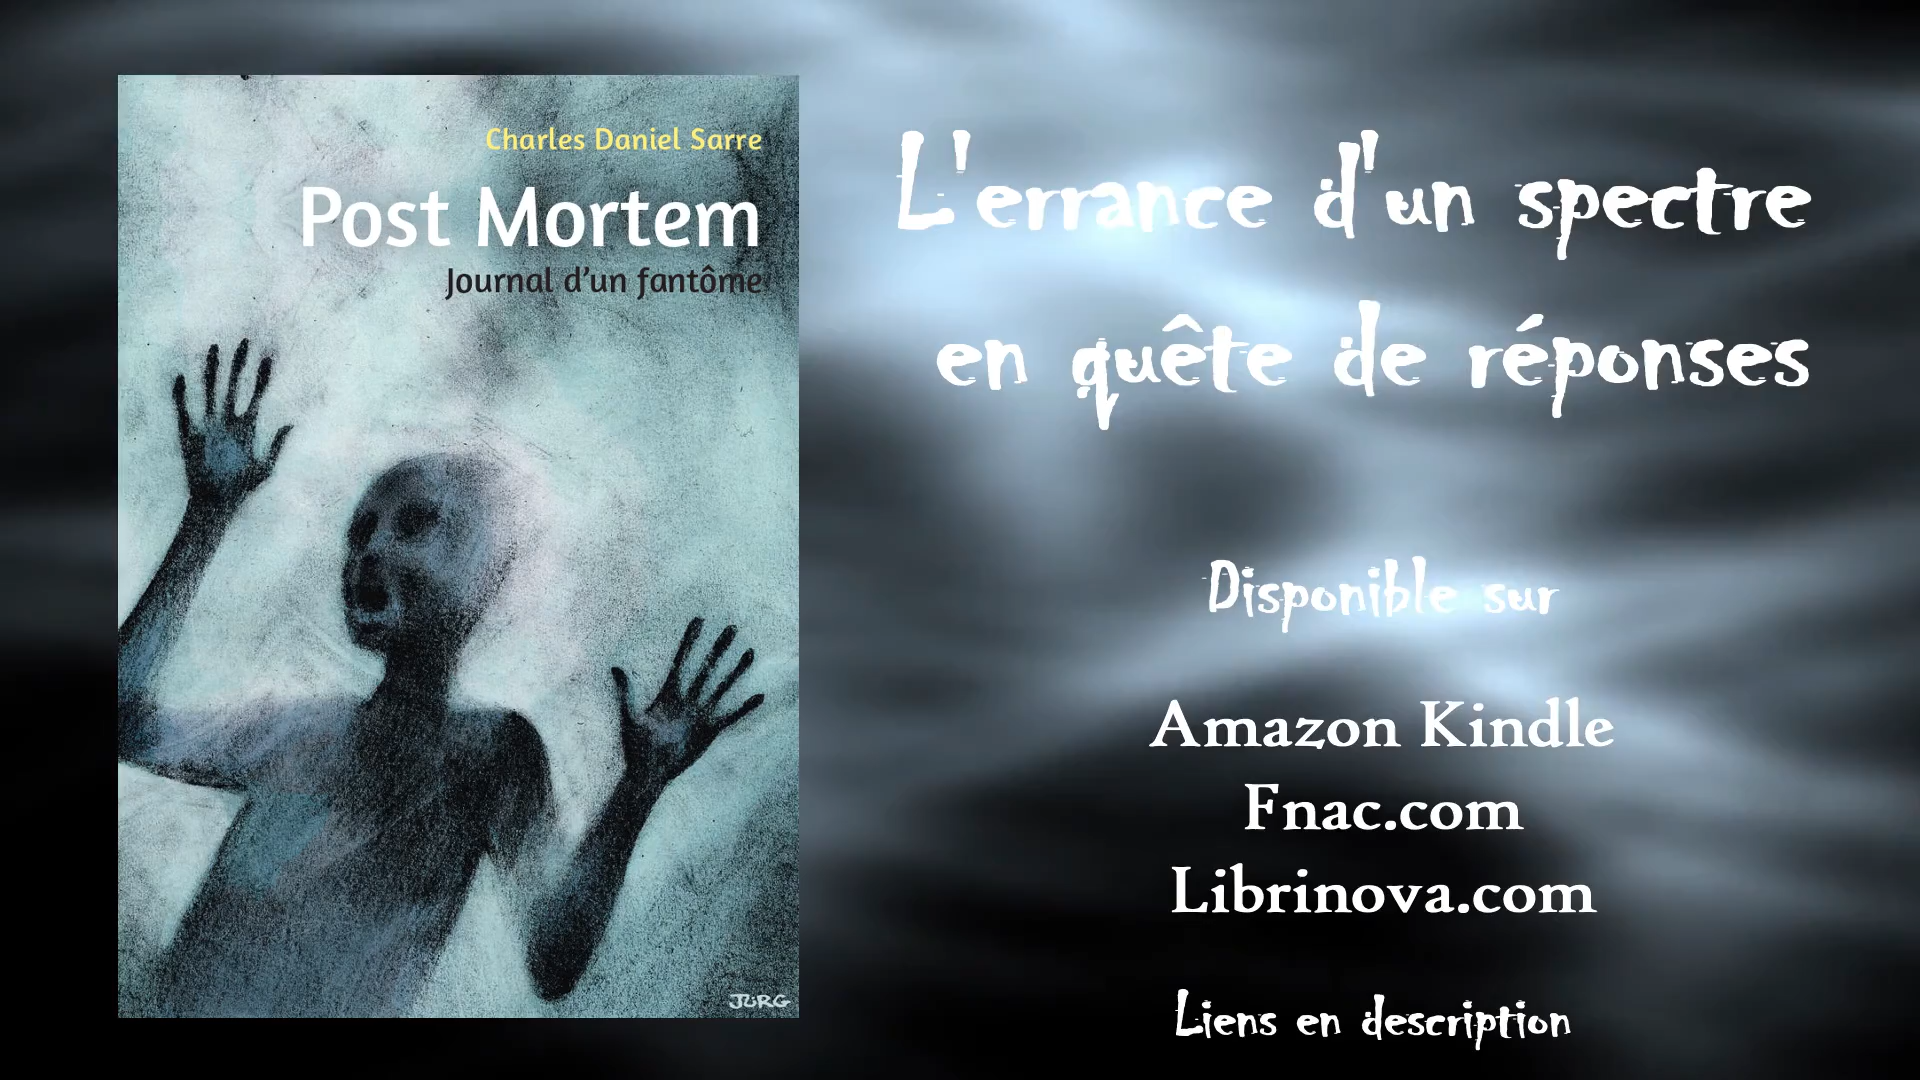 Charles Daniel Sarre
Post Mortem
Journal d'un fantôme
JÜRG
L'errance d'un spectre
en quête de réponses
Disponible sur
Amazon Kindle
Fnac.com
Librinova.com
Liens en description